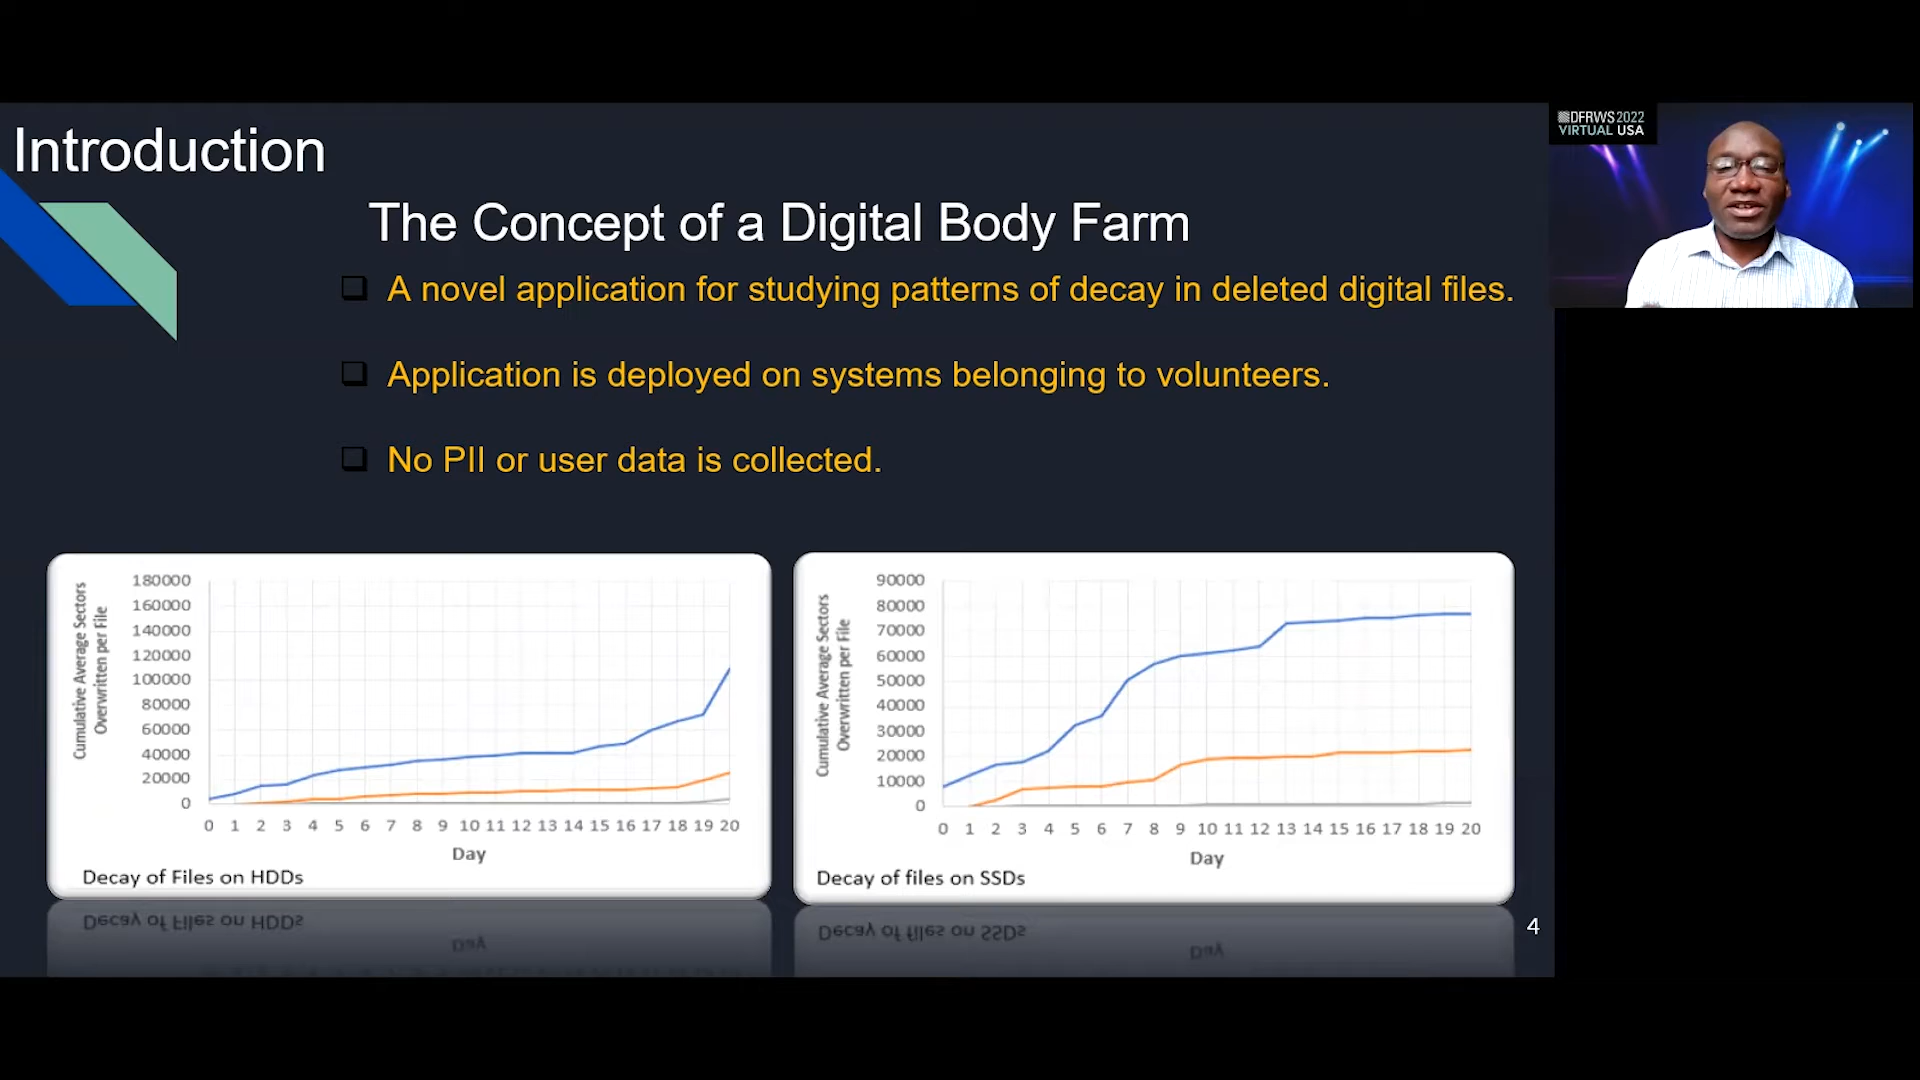 Introduction
The Concept of a Digital Body Farm
A novel application for studying patterns of decay in deleted digital files.
Application is deployed on systems belonging to volunteers.
No PII or user data is collected.
DFRWS 2022
VIRTUAL USA
Cumulative Average Sectors
Overwritten per File
180000
160000
140000
120000
100000
80000
60000
40000
20000
0
0 1 2 3 4 5 6 7 8 9 10 11 12 13 14 15 16 17 18 19 20
Day
Decay of Files on HDDs
Cumulative Average Sectors
Overwritten per File
90000
80000
70000
60000
50000
40000
30000
20000
10000
0
0 1 2 3 4 5 6 7 8 9 10 11 12 13 14 15 16 17 18 19 20
Day
Decay of files on SSDs
4